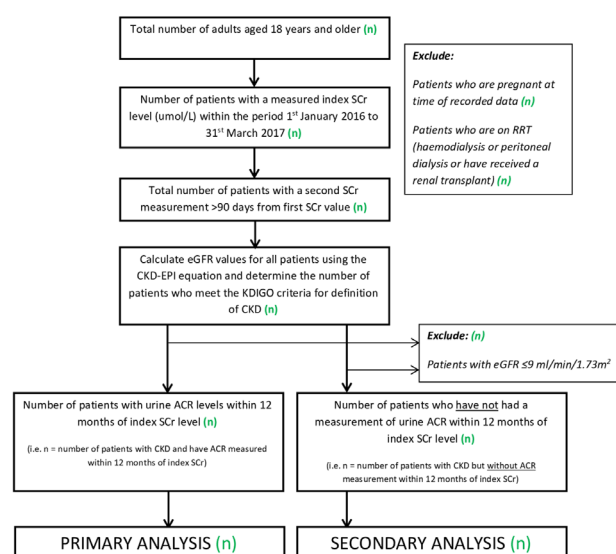 Total number of adults aged 18 years and older (n)
Exclude:
Patients who are pregnant at
time of recorded data (n)
Patients who are on RRT
(haemodialysis or peritoneal
dialysis or have received a
renal transplant) (n)
Number of patients with a measured index SCr
level (umol/L) within the period 1st January 2016 to
31st March 2017 (n)
Total number of patients with a second SCr
measurement >90 days from first SCr value (n)
Calculate eGFR values for all patients using the
CKD-EPI equation and determine the number of
patients who meet the KDIGO criteria for definition
of CKD (n)
Exclude: (n)
Patients with eGFR ≤9 ml/min/1.73m²
Number of patients with urine ACR levels within 12
months of index SCr level (n)
(i.e. n = number of patients with CKD and have ACR measured
within 12 months of index SCr)
Number of patients who have not had a
measurement of urine ACR within 12 months of
index SCr level (n)
(i.e. n = number of patients with CKD but without ACR
measurement within 12 months of index SCr)
PRIMARY ANALYSIS (n)
SECONDARY ANALYSIS (n)